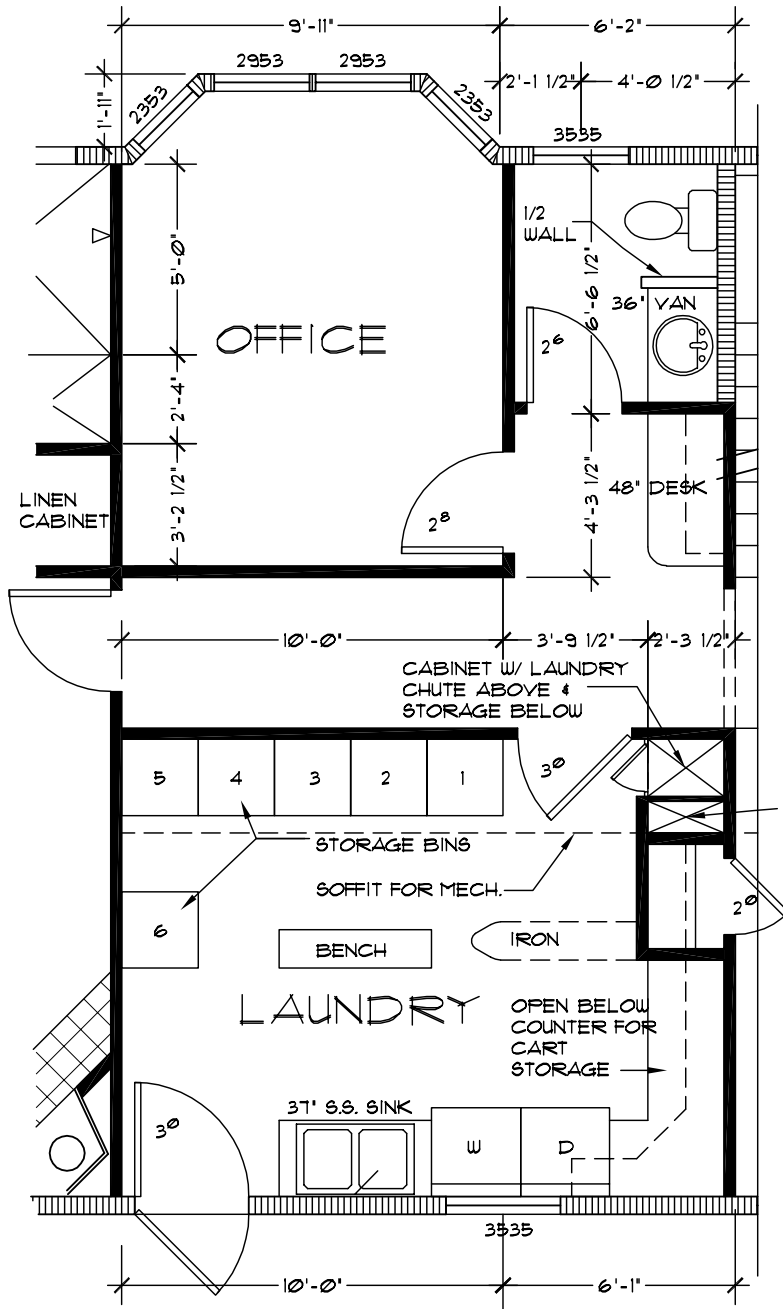 9'-11"
6'-2"
2953
2953
2'-1 1/2"
4'-0 1/2"
1'-11"
2353
2353
3535
1/2
WALL
5'-0"
6'-6 1/2"
36" VAN
OFFICE
2⁶
2'-4"
LINEN
CABINET
3'-2 1/2"
2⁸
4'-3 1/2"
48" DESK
10'-0"
3'-9 1/2"
2'-3 1/2"
CABINET W/ LAUNDRY
CHUTE ABOVE &
STORAGE BELOW
5
4
3
2
1
3⁰
STORAGE BINS
SOFFIT FOR MECH.
2⁰
6
BENCH
IRON
LAUNDRY
OPEN BELOW
COUNTER FOR
CART
STORAGE
37" S.S. SINK
3⁰
W
D
3535
10'-0"
6'-1"